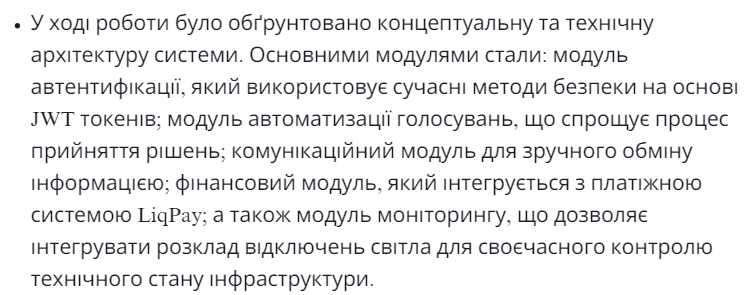 • У ході роботи було обґрунтовано концептуальну та технічну
архітектуру системи. Основними модулями стали: модуль
автентифікації, який використовує сучасні методи безпеки на основі
JWT токенів; модуль автоматизації голосувань, що спрощує процес
прийняття рішень; комунікаційний модуль для зручного обміну
інформацією; фінансовий модуль, який інтегрується з платіжною
системою LiqPay; а також модуль моніторингу, що дозволяє
інтегрувати розклад відключень світла для своєчасного контролю
технічного стану інфраструктури.